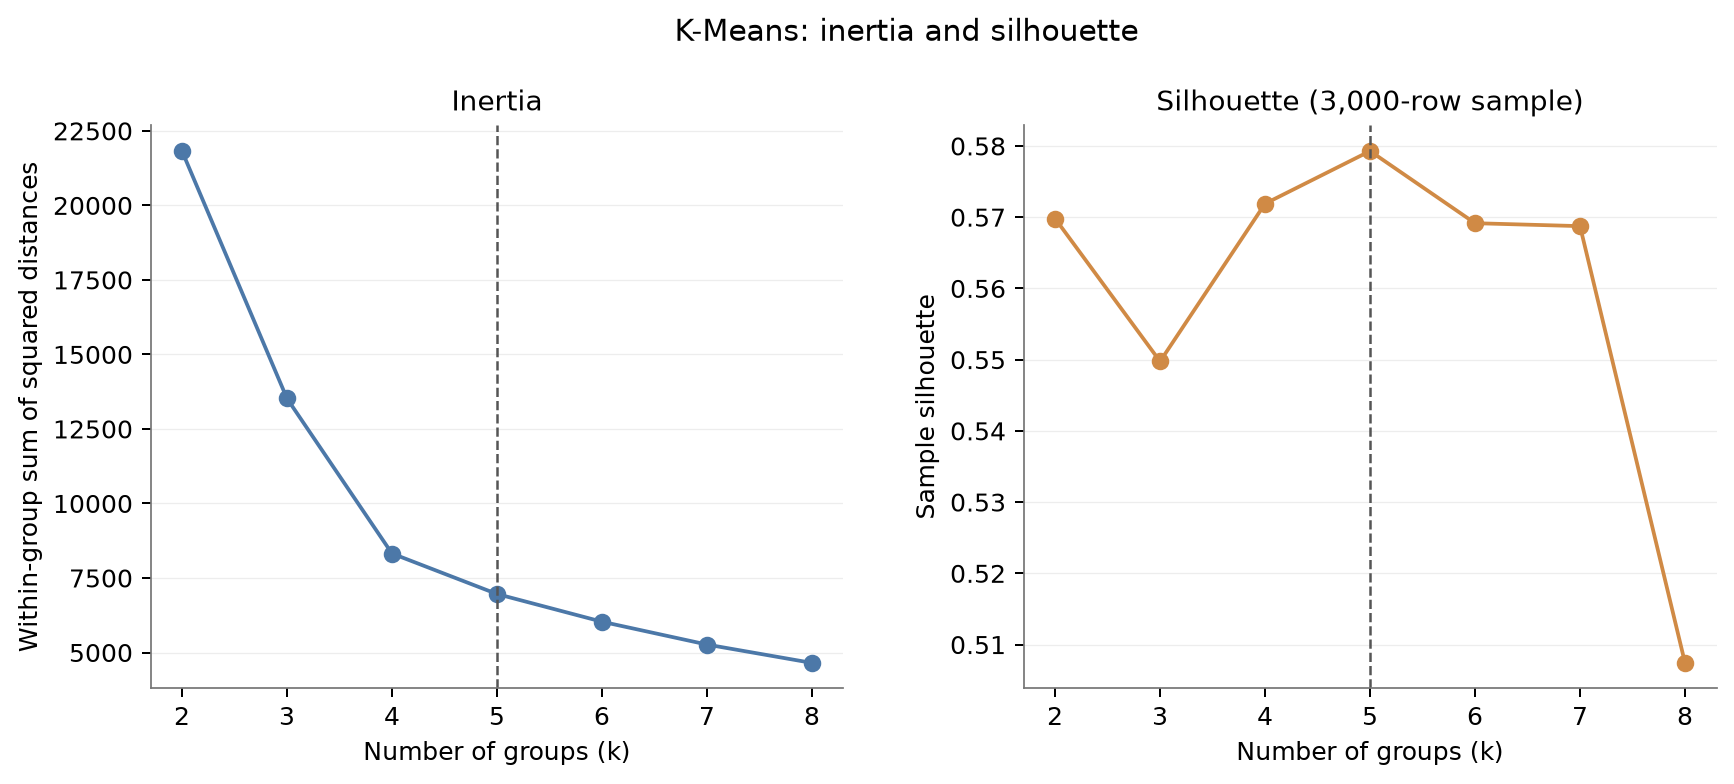 K-Means: inertia and silhouette
Inertia
Within-group sum of squared distances
22500
20000
17500
15000
12500
10000
7500
5000
2 3 4 5 6 7 8
Number of groups (k)
Silhouette (3,000-row sample)
Sample silhouette
0.58
0.57
0.56
0.55
0.54
0.53
0.52
0.51
2 3 4 5 6 7 8
Number of groups (k)